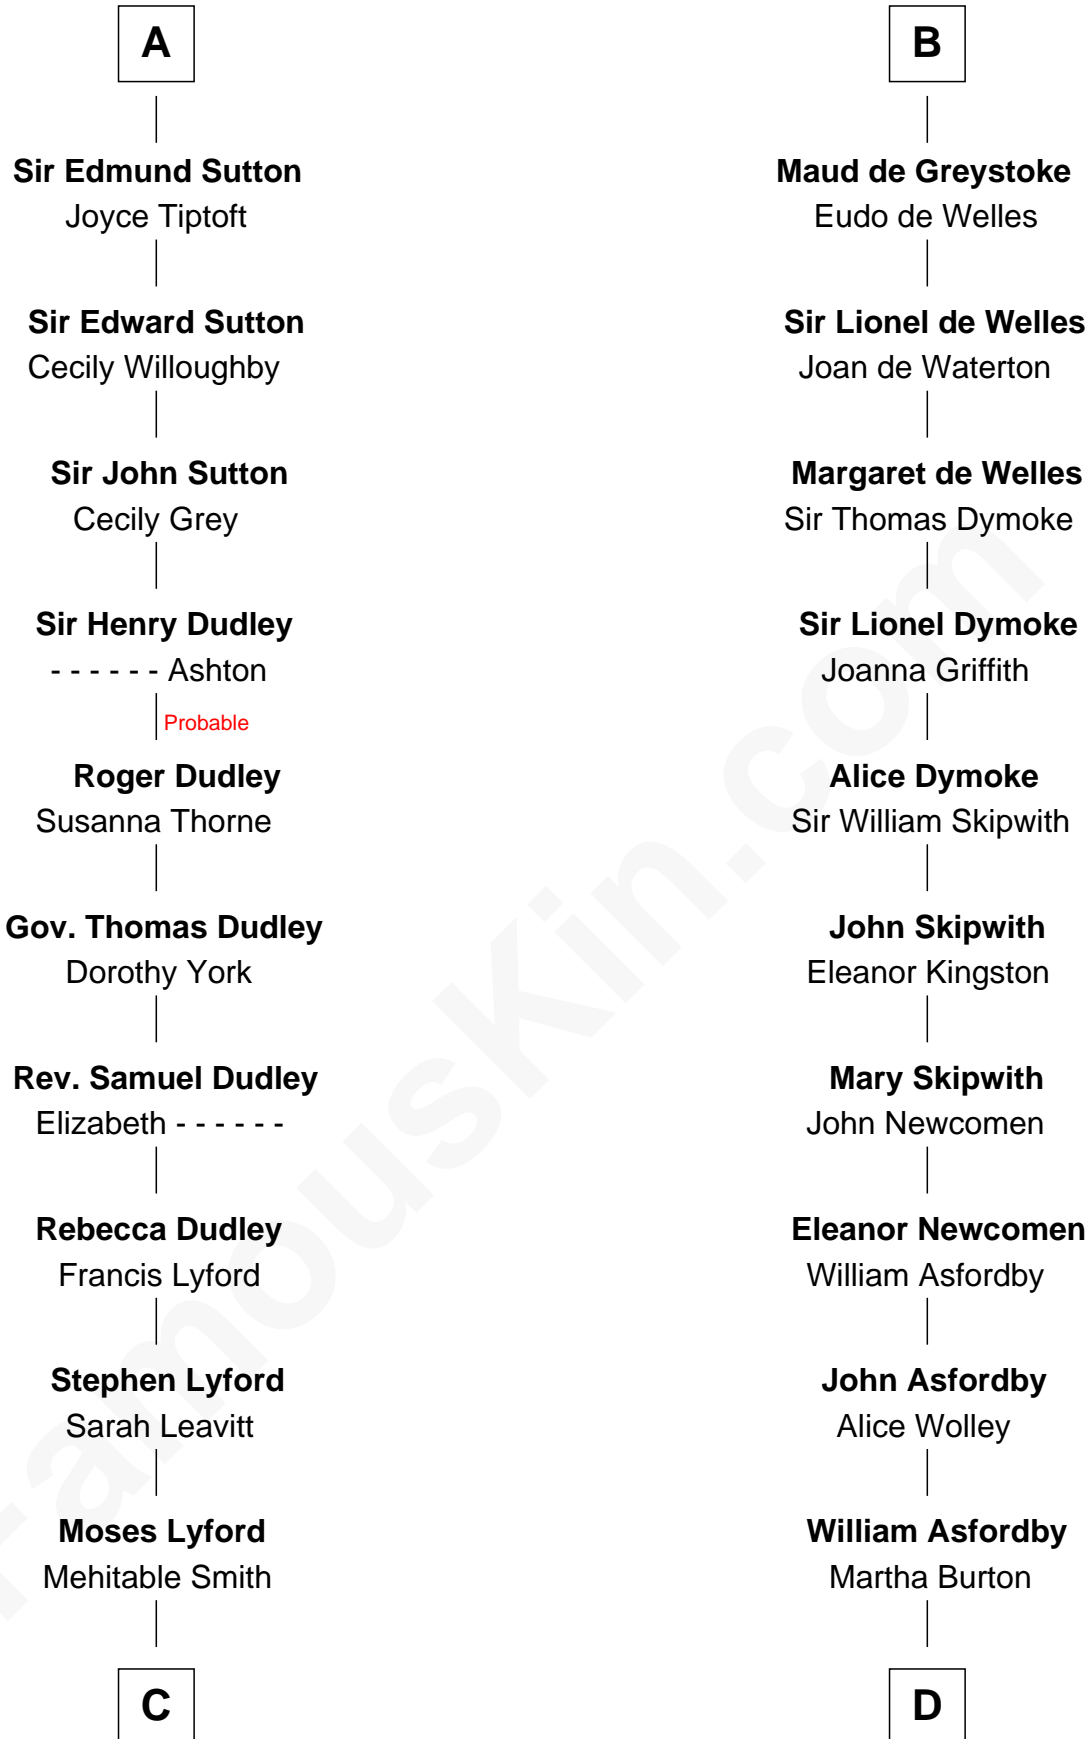 A
Sir Edmund Sutton
Joyce Tiptoft
Sir Edward Sutton
Cecily Willoughby
Sir John Sutton
Cecily Grey
Sir Henry Dudley
- - - - - - Ashton
Probable
Roger Dudley
Susanna Thorne
Gov. Thomas Dudley
Dorothy York
Rev. Samuel Dudley
Elizabeth - - - - - -
Rebecca Dudley
Francis Lyford
Stephen Lyford
Sarah Leavitt
Moses Lyford
Mehitable Smith
C
B
Maud de Greystoke
Eudo de Welles
Sir Lionel de Welles
Joan de Waterton
Margaret de Welles
Sir Thomas Dymoke
Sir Lionel Dymoke
Joanna Griffith
Alice Dymoke
Sir William Skipwith
John Skipwith
Eleanor Kingston
Mary Skipwith
John Newcomen
Eleanor Newcomen
William Asfordby
John Asfordby
Alice Wolley
William Asfordby
Martha Burton
D
FamousKin.com